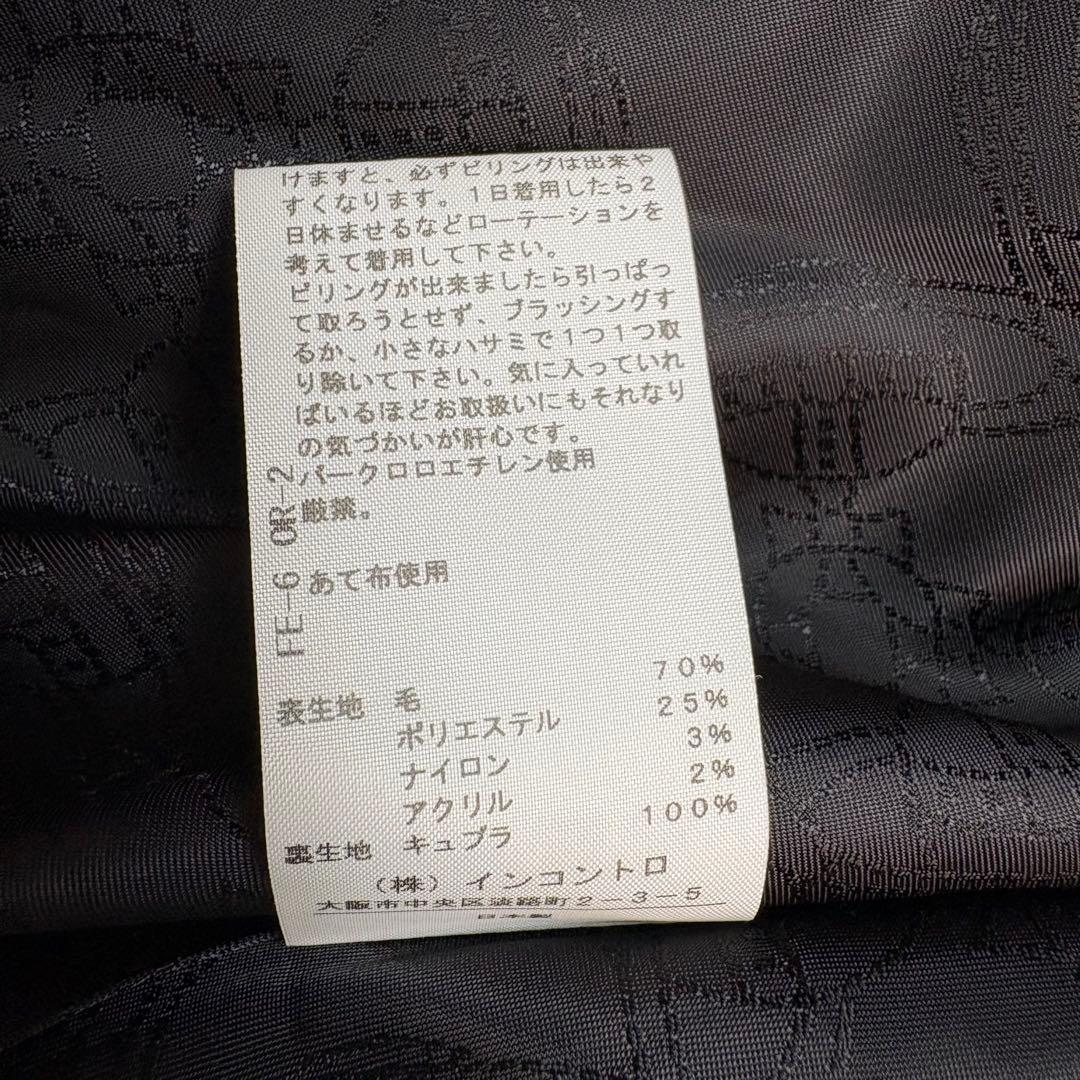 けますと、必ずピリングは出来や
すくなります。1日着用したら2
日休ませるなどローテーションを
考えて着用して下さい。
ピリングが出来ましたら引っぱっ
て取ろうとせず、ブラッシングす
るか、小さなハサミで1つ1つ取
り除いて下さい。気に入っていれ
ばいるほどお取扱いにもそれなり
の気づかいが肝心です。
パークロロエチレン使用
厳禁。
あて布使用
FE-6 OR-2
表生地 毛 70%
ポリエステル 25%
ナイロン 3%
アクリル 2%
裏生地 キュプラ 100%
(株)インコントロ
大阪市中央区淡路町2-3-5
日本製